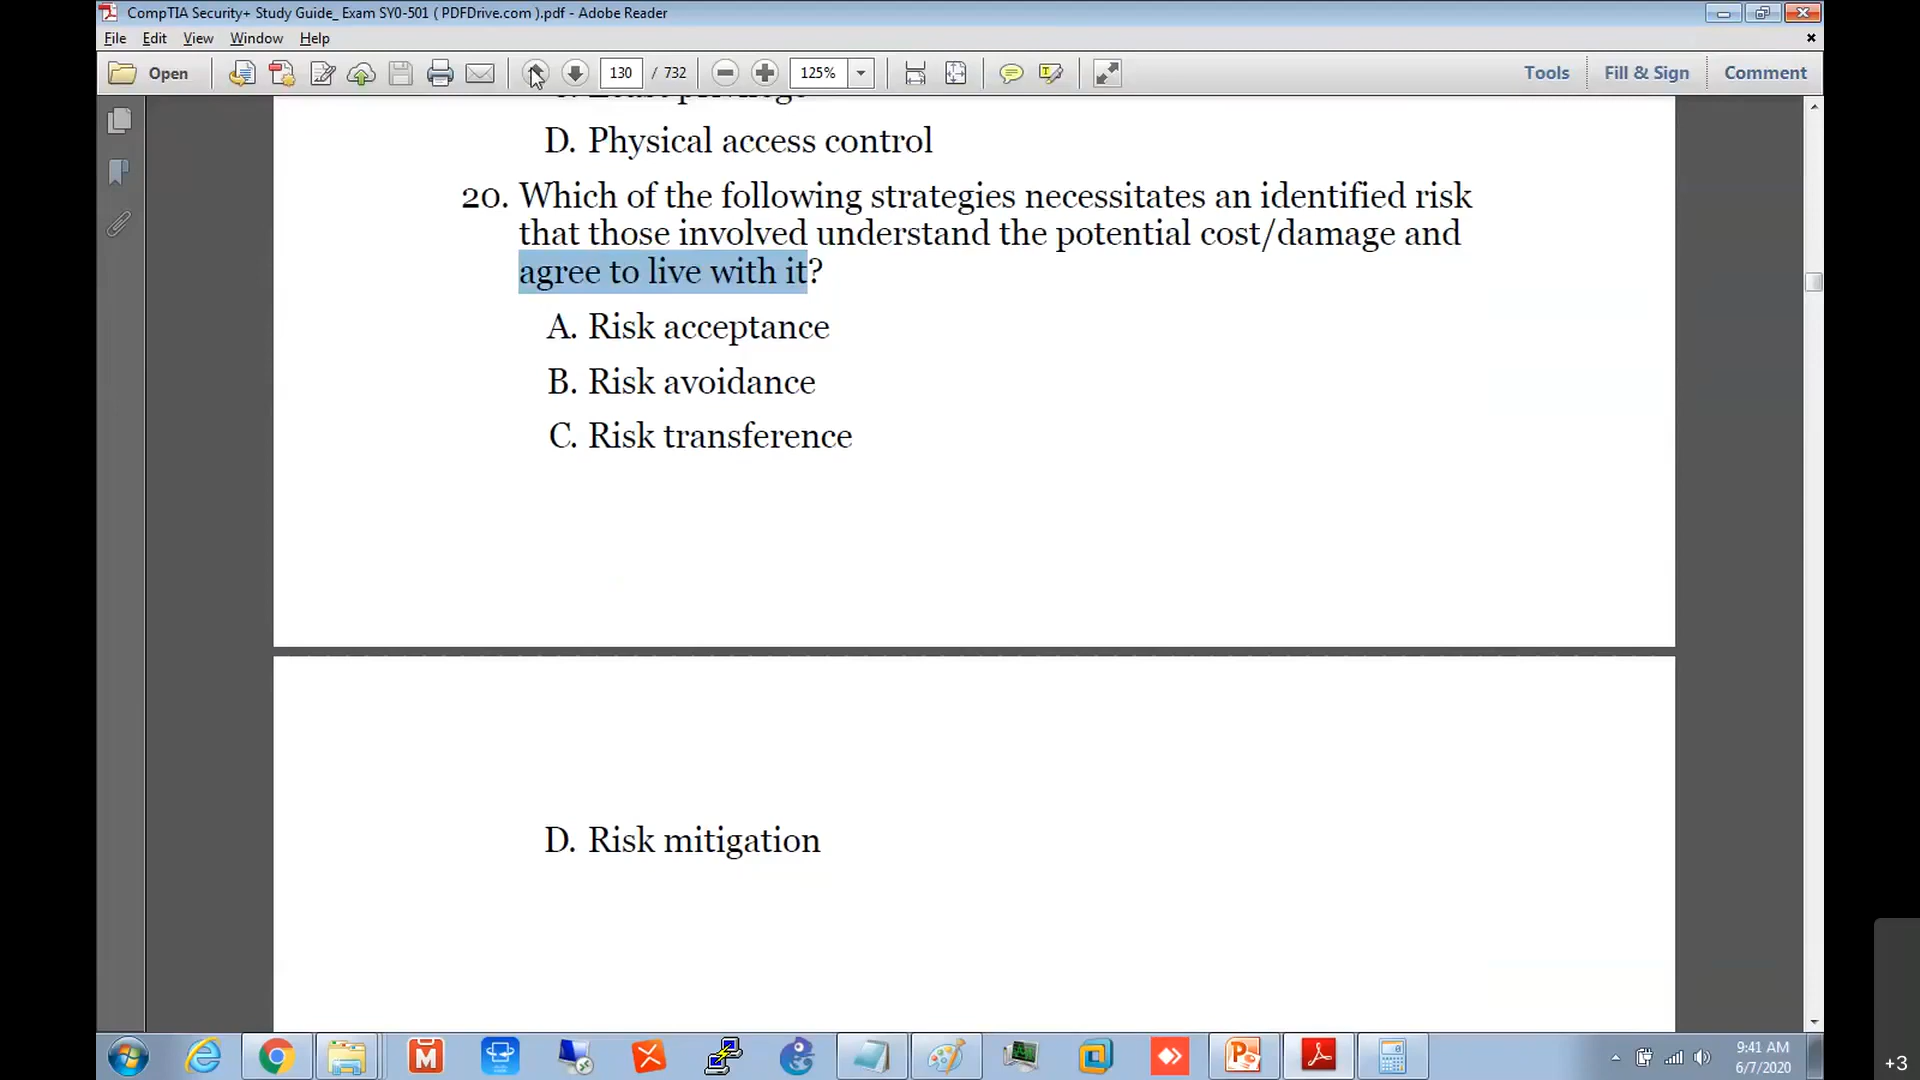 CompTIA Security+ Study Guide_ Exam SY0-501 ( PDFDrive.com ).pdf - Adobe Reader
File Edit View Window Help
Open 130 / 732 125% Tools Fill & Sign Comment
D. Physical access control
20. Which of the following strategies necessitates an identified risk
that those involved understand the potential cost/damage and
agree to live with it?
A. Risk acceptance
B. Risk avoidance
C. Risk transference
D. Risk mitigation
9:41 AM
6/7/2020
+3